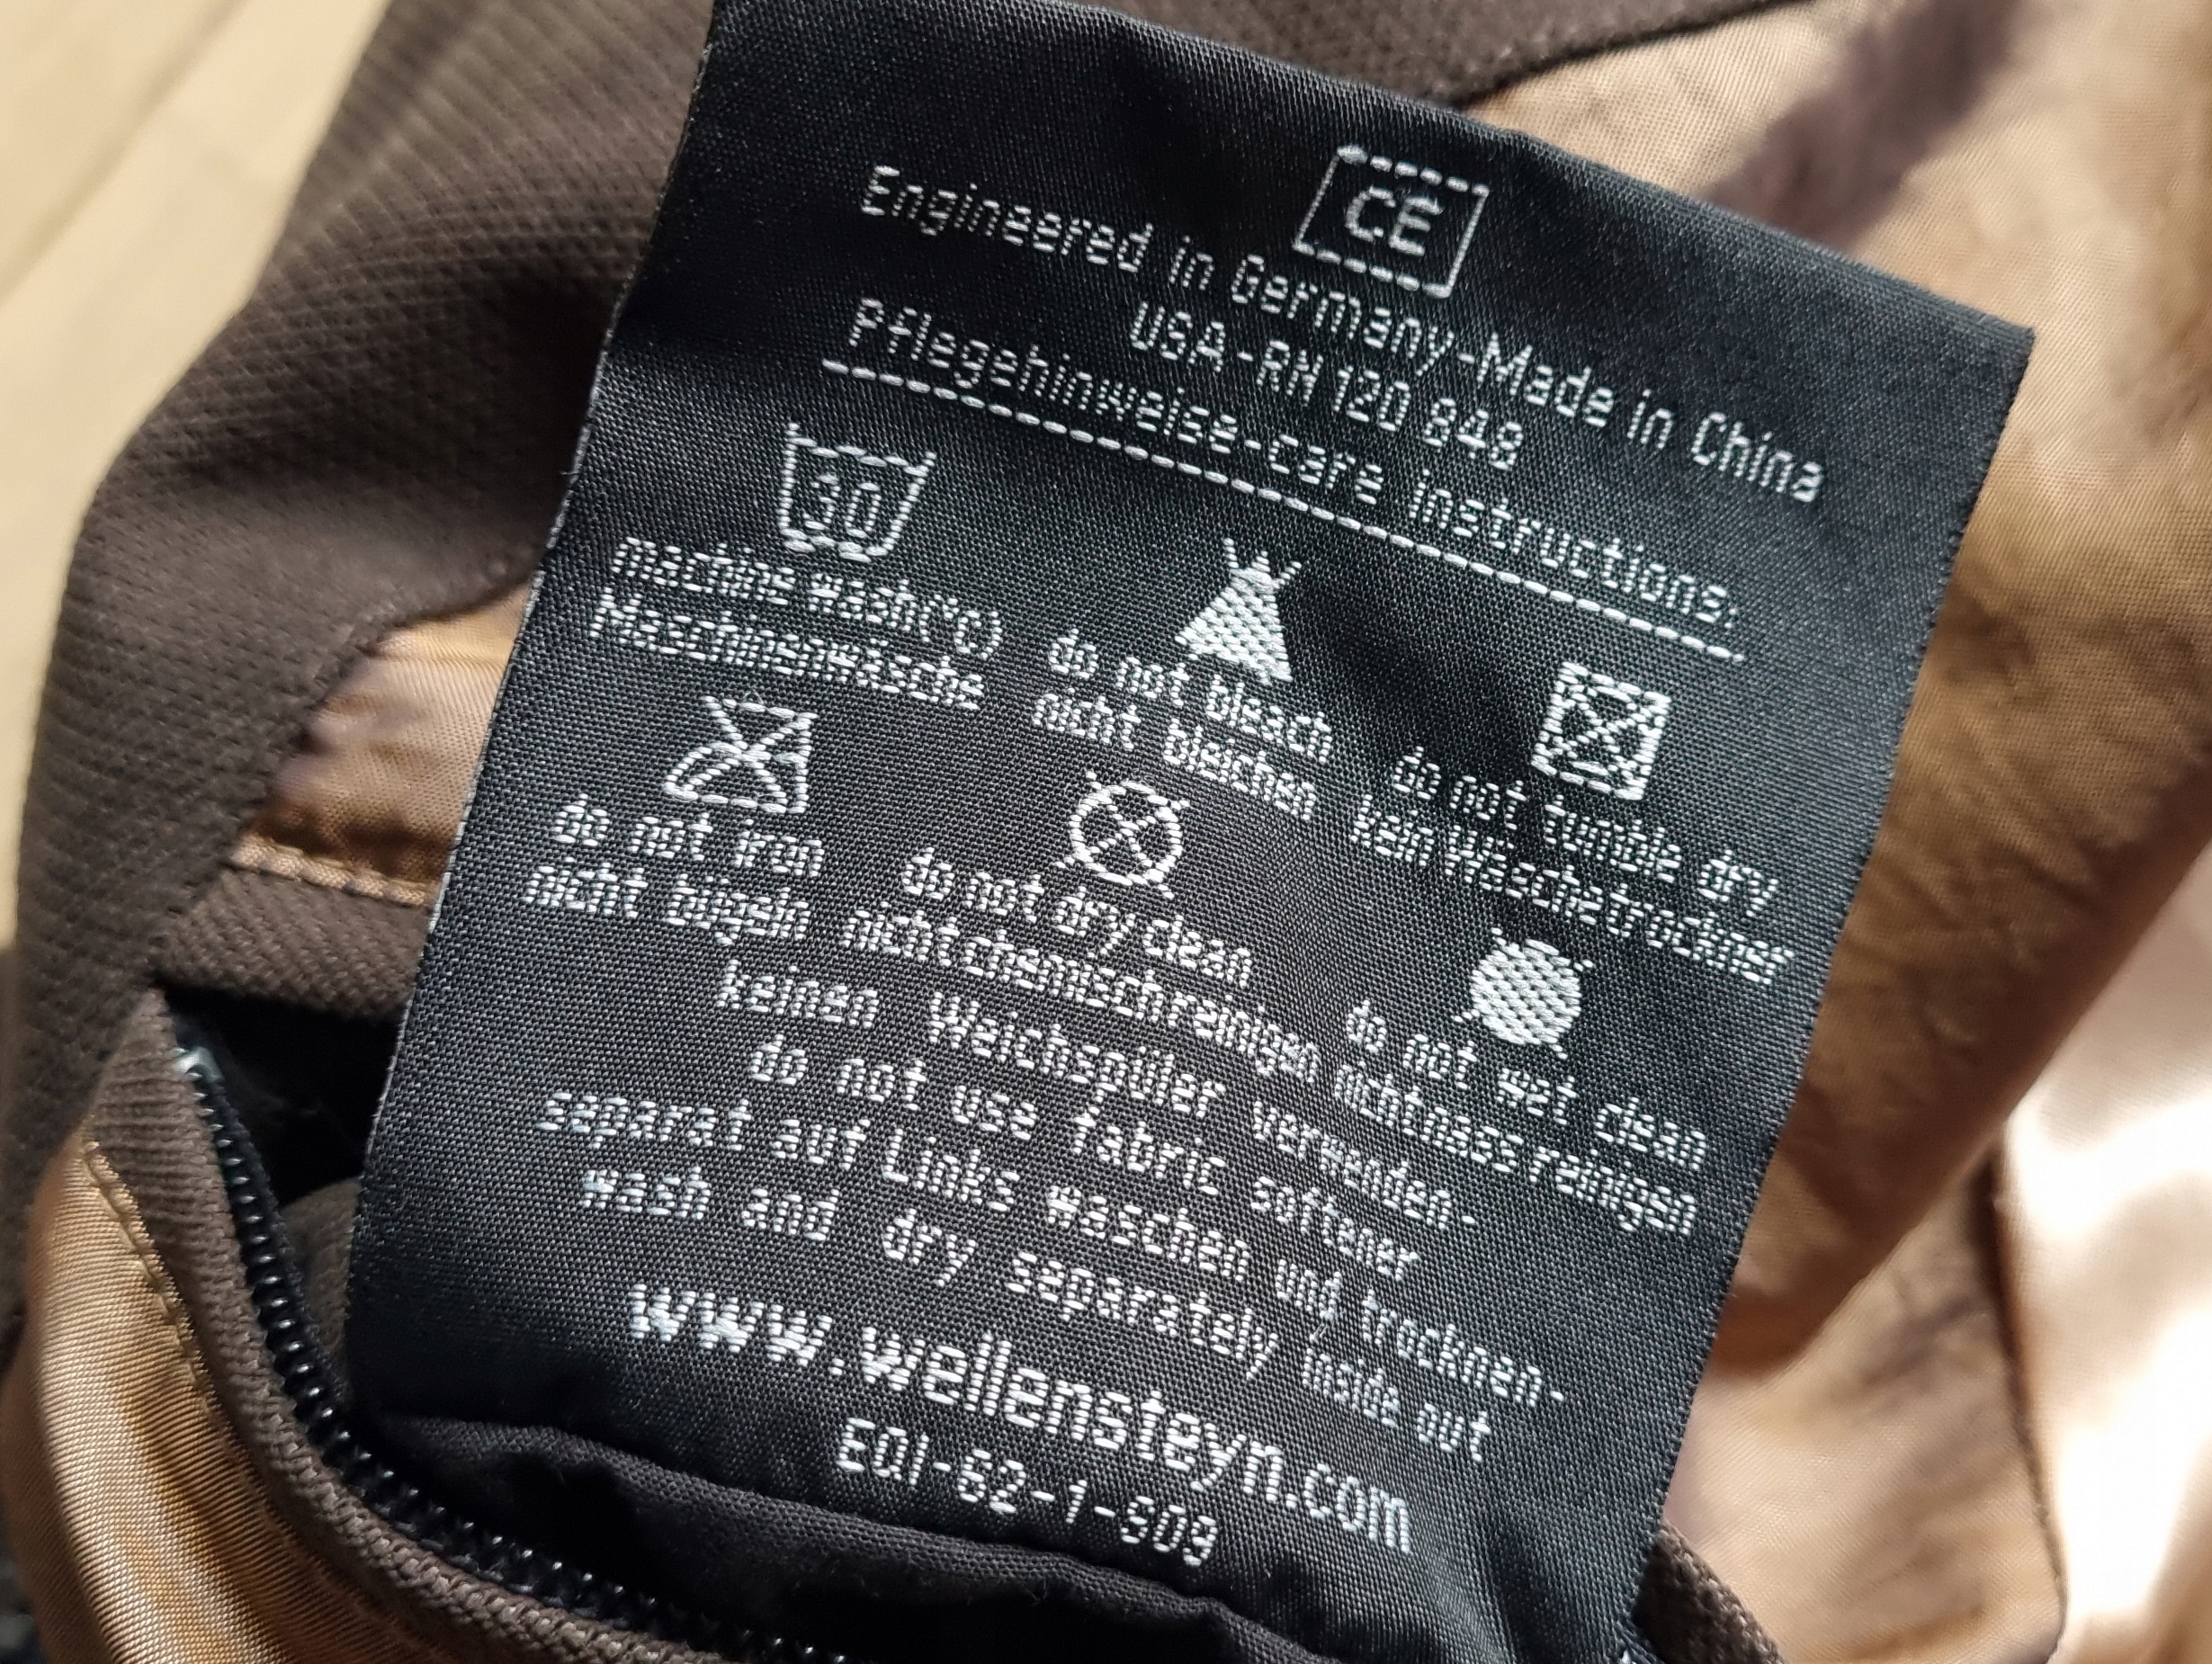 CE
Engineered in Germany-Made in China
USA-RN 120 848
Pflegehinweise-care instructions:
30
machine wash(°C)
Maschinenwäsche
do not bleach
nicht bleichen
do not tumble dry
kein Wäschetrockner
do not iron
nicht bügeln
do not dry clean
nicht chemisch reinigen
do not wet clean
nicht nass reinigen
keinen Weichspüler verwenden-
do not use fabric softener
separat auf Links waschen und trocknen-
wash and dry separately inside out
www.wellensteyn.com
EQI-62-1-909